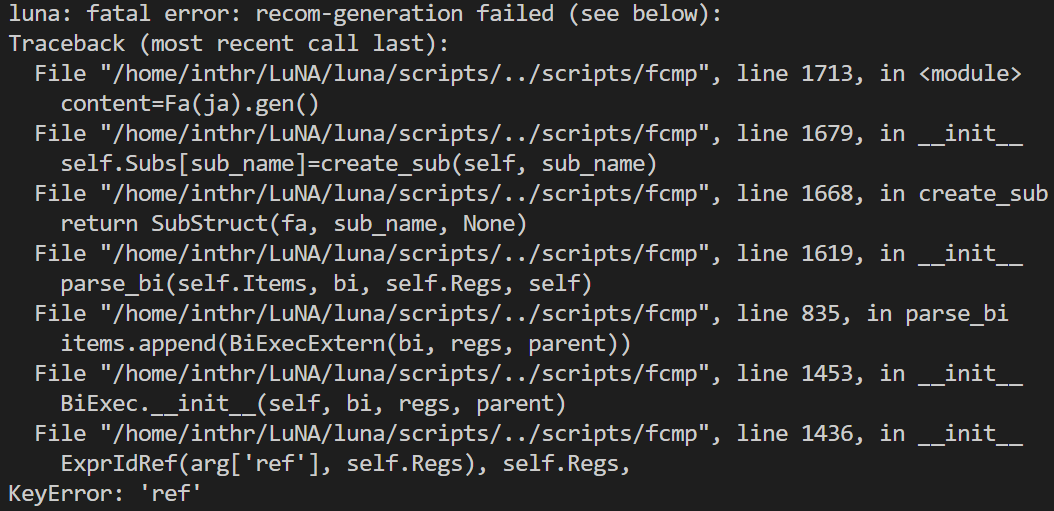 luna: fatal error: recom-generation failed (see below):
Traceback (most recent call last):
  File "/home/inthr/LuNA/luna/scripts/../scripts/fcmp", line 1713, in <module>
    content=Fa(ja).gen()
  File "/home/inthr/LuNA/luna/scripts/../scripts/fcmp", line 1679, in __init__
    self.Subs[sub_name]=create_sub(self, sub_name)
  File "/home/inthr/LuNA/luna/scripts/../scripts/fcmp", line 1668, in create_sub
    return SubStruct(fa, sub_name, None)
  File "/home/inthr/LuNA/luna/scripts/../scripts/fcmp", line 1619, in __init__
    parse_bi(self.Items, bi, self.Regs, self)
  File "/home/inthr/LuNA/luna/scripts/../scripts/fcmp", line 835, in parse_bi
    items.append(BiExecExtern(bi, regs, parent))
  File "/home/inthr/LuNA/luna/scripts/../scripts/fcmp", line 1453, in __init__
    BiExec.__init__(self, bi, regs, parent)
  File "/home/inthr/LuNA/luna/scripts/../scripts/fcmp", line 1436, in __init__
    ExprIdRef(arg['ref'], self.Regs), self.Regs,
KeyError: 'ref'